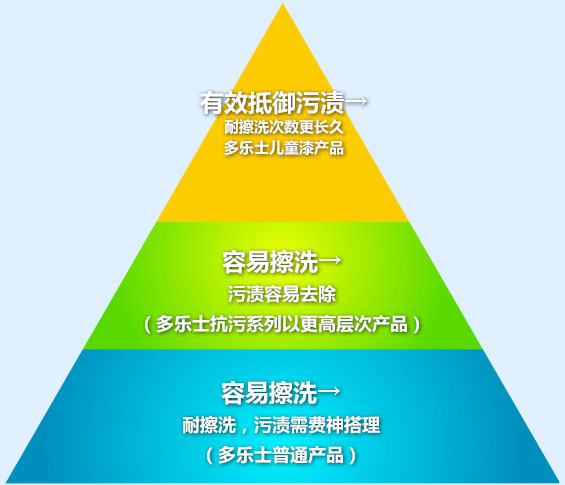 有效抵御污渍→
耐擦洗次数更长久
多乐士儿童漆产品
容易擦洗→
污渍容易去除
（多乐士抗污系列以更高层次产品）
容易擦洗→
耐擦洗，污渍需费神搭理
（多乐士普通产品）